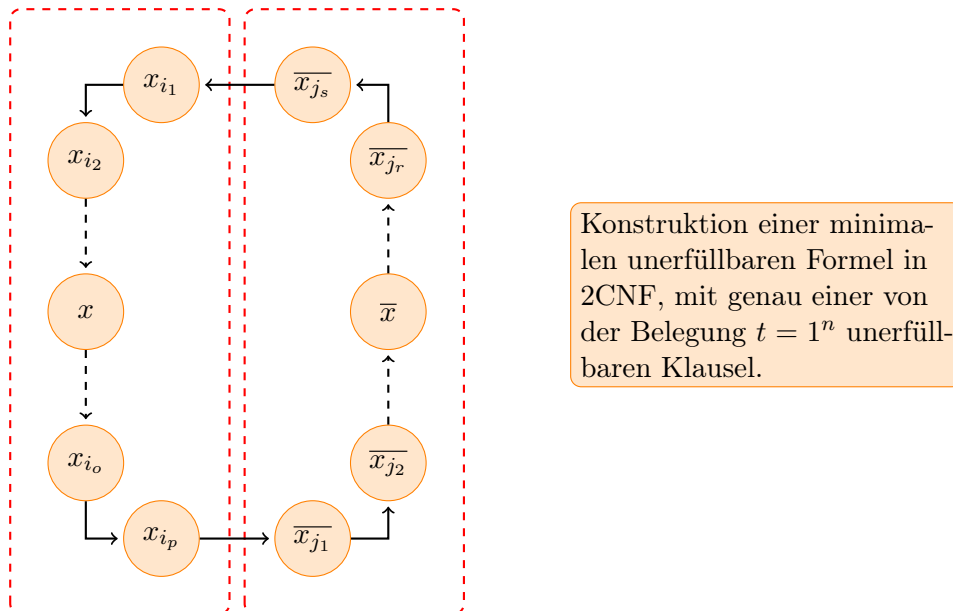 $x_{i_1}$ $\overline{x_{j_s}}$
$x_{i_2}$ $\overline{x_{j_r}}$
$x$ $\overline{x}$
$x_{i_o}$ $\overline{x_{j_2}}$
$x_{i_p}$ $\overline{x_{j_1}}$
Konstruktion einer minima-
len unerfüllbaren Formel in
2CNF, mit genau einer von
der Belegung $t = 1^n$ unerfüll-
baren Klausel.